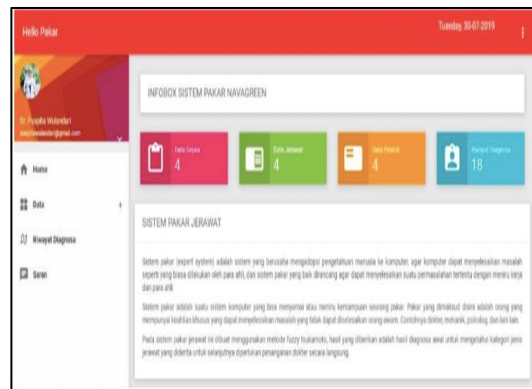 Hello Pakar
Tuesday, 30-07-2019
Dr. Puspita Wulandari
puspitawulandari@gmail.com
Home
Data +
Riwayat Diagnosa
Saran
INFOBOX SISTEM PAKAR NAVAGREEN
Data Gejala
4
Data Jerawat
4
Data Produk
4
Riwayat Diagnosa
18
SISTEM PAKAR JERAWAT
Sistem pakar (expert system) adalah sistem yang berusaha mengadopsi pengetahuan manusia ke komputer, agar komputer dapat menyelesaikan masalah
seperti yang biasa dilakukan oleh para ahli, dan sistem pakar yang baik dirancang agar dapat menyelesaikan suatu permasalahan tertentu dengan meniru kerja
dari para ahli
Sistem pakar adalah suatu sistem komputer yang bisa menyamai atau meniru kemampuan seorang pakar. Pakar yang dimaksud disini adalah orang yang
mempunyai keahlian khusus yang dapat menyelesaikan masalah yang tidak dapat diselesaikan orang awam. Contohnya dokter, mekanik, psikolog, dan lain-lain.
Pada sistem pakar jerawat ini dibuat menggunakan metode fuzzy tsukamoto, hasil yang diberikan adalah hasil diagnosa awal untuk mengetahui kategori jenis
jerawat yang diderita untuk selanjutnya diperlukan penanganan dokter secara langsung.